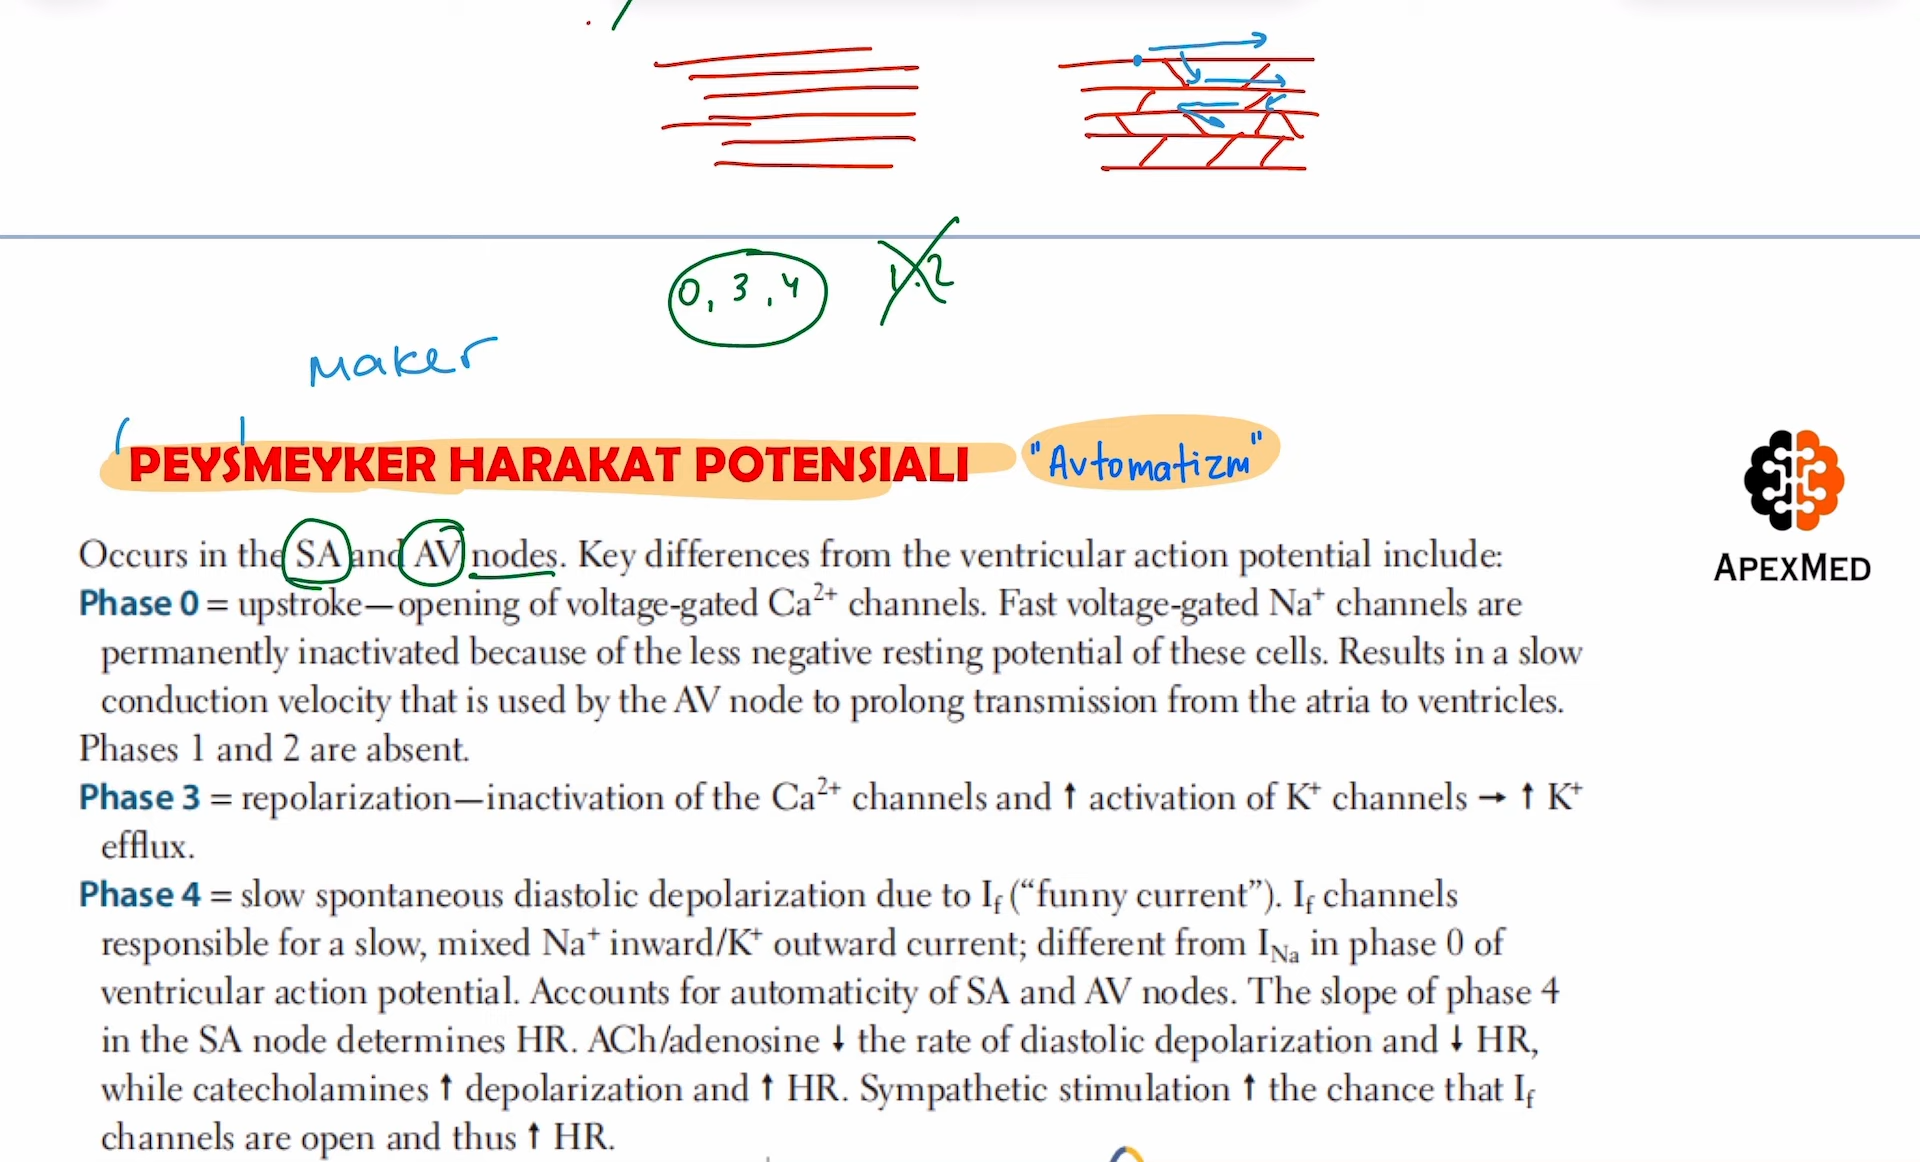 0, 3, 4 1.2
Maker
PEYSMEYKER HARAKAT POTENSIALI "Avtomatizm"
Occurs in the SA and AV nodes. Key differences from the ventricular action potential include:
Phase 0 = upstroke—opening of voltage-gated Ca²⁺ channels. Fast voltage-gated Na⁺ channels are
permanently inactivated because of the less negative resting potential of these cells. Results in a slow
conduction velocity that is used by the AV node to prolong transmission from the atria to ventricles.
Phases 1 and 2 are absent.
Phase 3 = repolarization—inactivation of the Ca²⁺ channels and ↑ activation of K⁺ channels → ↑ K⁺
efflux.
Phase 4 = slow spontaneous diastolic depolarization due to I_f (“funny current”). I_f channels
responsible for a slow, mixed Na⁺ inward/K⁺ outward current; different from I_Na in phase 0 of
ventricular action potential. Accounts for automaticity of SA and AV nodes. The slope of phase 4
in the SA node determines HR. ACh/adenosine ↓ the rate of diastolic depolarization and ↓ HR,
while catecholamines ↑ depolarization and ↑ HR. Sympathetic stimulation ↑ the chance that I_f
channels are open and thus ↑ HR.
APEXMED